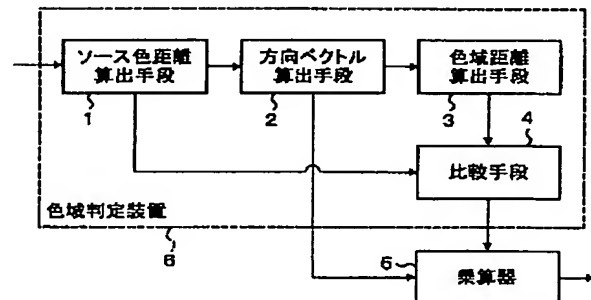 ソース色距離
算出手段
1
方向ベクトル
算出手段
2
色域距離
算出手段
3
4
比較手段
色域判定装置
6
5
乗算器